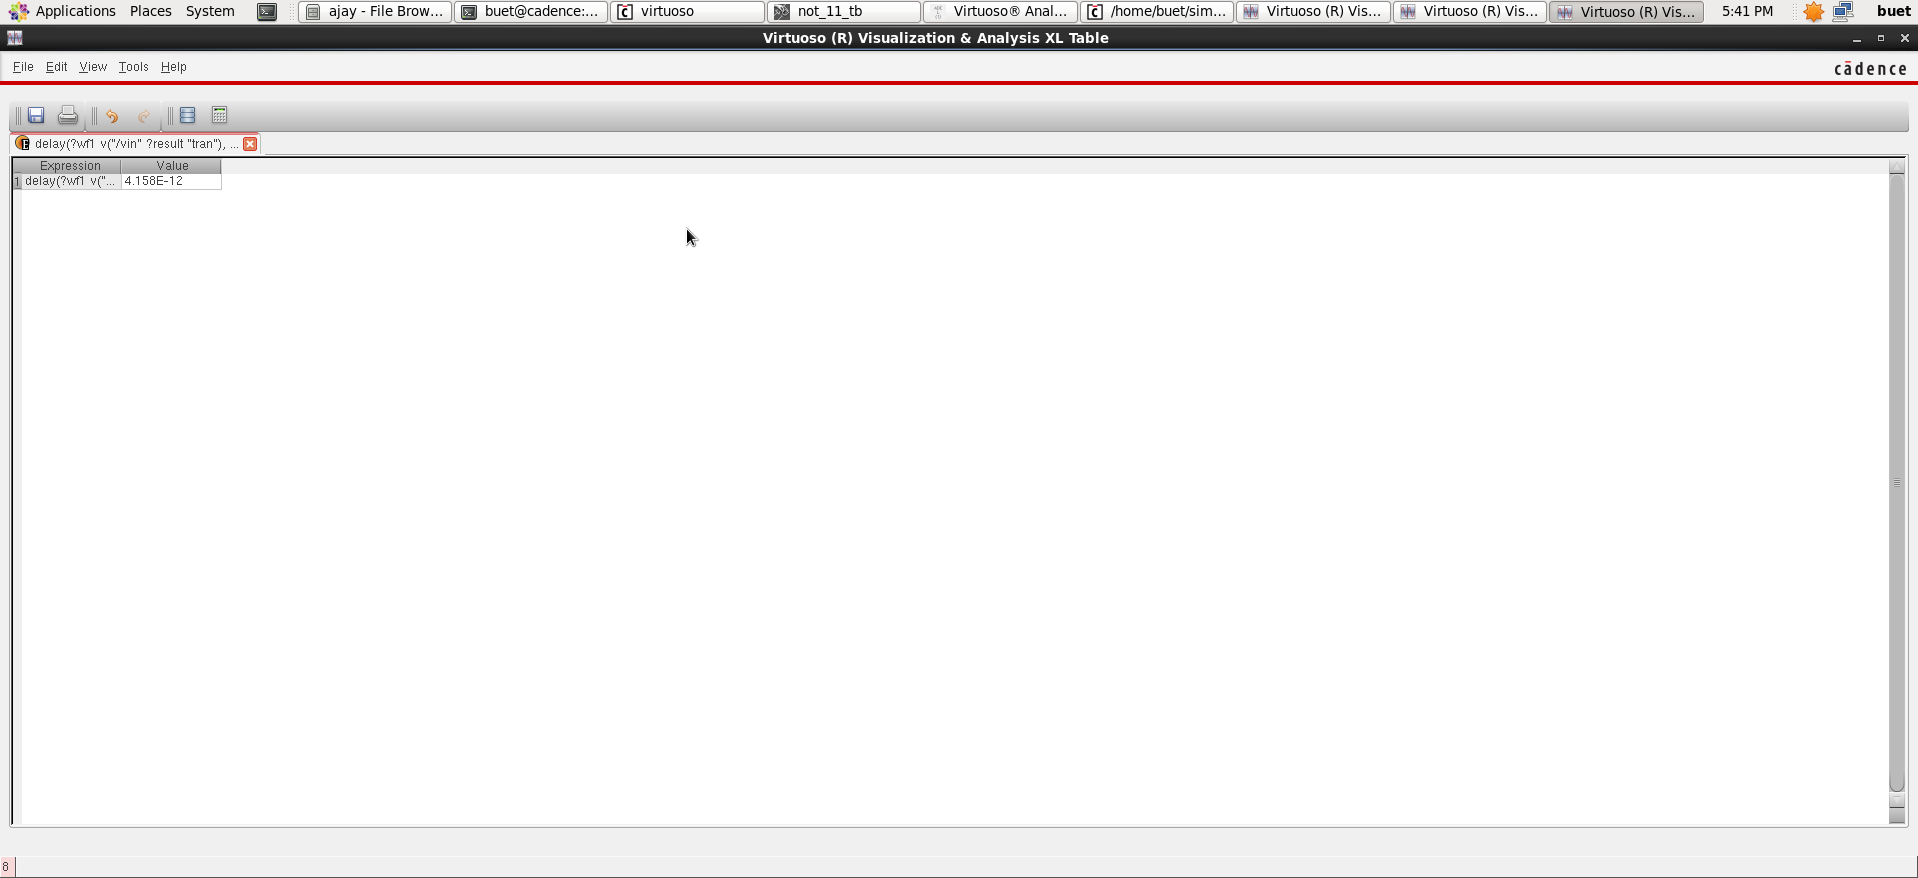 Applications Places System ajay - File Brow... buet@cadence:... virtuoso not_11_tb Virtuoso® Anal... /home/buet/sim... Virtuoso (R) Vis... Virtuoso (R) Vis... Virtuoso (R) Vis... 5:41 PM buet
Virtuoso (R) Visualization & Analysis XL Table
File Edit View Tools Help cādence
delay(?wf1 v("/vin" ?result "tran"), ...
Expression Value
1 delay(?wf1 v("... 4.158E-12
8